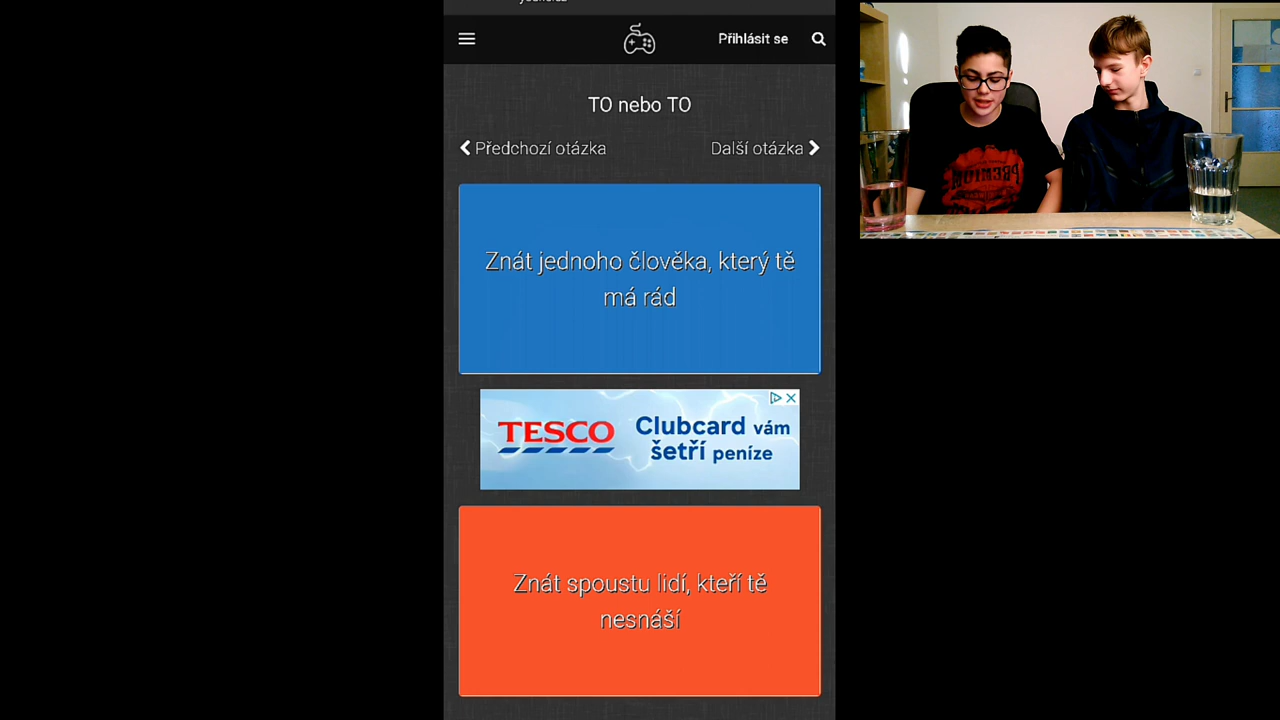 Přihlásit se
TO nebo TO
Předchozí otázka
Další otázka
Znát jednoho člověka, který tě
má rád
TESCO
Clubcard vám
šetří peníze
Znát spoustu lidí, kteří tě
nesnáší
PREMIUM